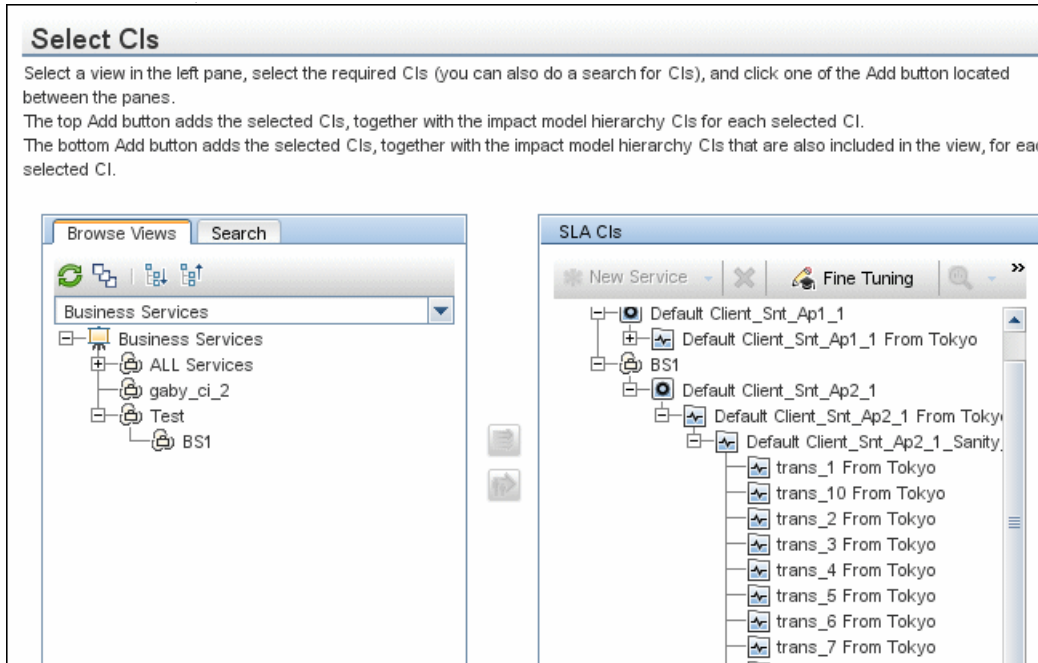 Select CIs
Select a view in the left pane, select the required CIs (you can also do a search for CIs), and click one of the Add button located
between the panes.
The top Add button adds the selected CIs, together with the impact model hierarchy CIs for each selected CI.
The bottom Add button adds the selected CIs, together with the impact model hierarchy CIs that are also included in the view, for eac
selected CI.
Browse Views
Search
Business Services
Business Services
ALL Services
gaby_ci_2
Test
BS1
SLA CIs
New Service
Fine Tuning
»
Default Client_Snt_Ap1_1
Default Client_Snt_Ap1_1 From Tokyo
BS1
Default Client_Snt_Ap2_1
Default Client_Snt_Ap2_1 From Toky
Default Client_Snt_Ap2_1_Sanity_
trans_1 From Tokyo
trans_10 From Tokyo
trans_2 From Tokyo
trans_3 From Tokyo
trans_4 From Tokyo
trans_5 From Tokyo
trans_6 From Tokyo
trans_7 From Tokyo